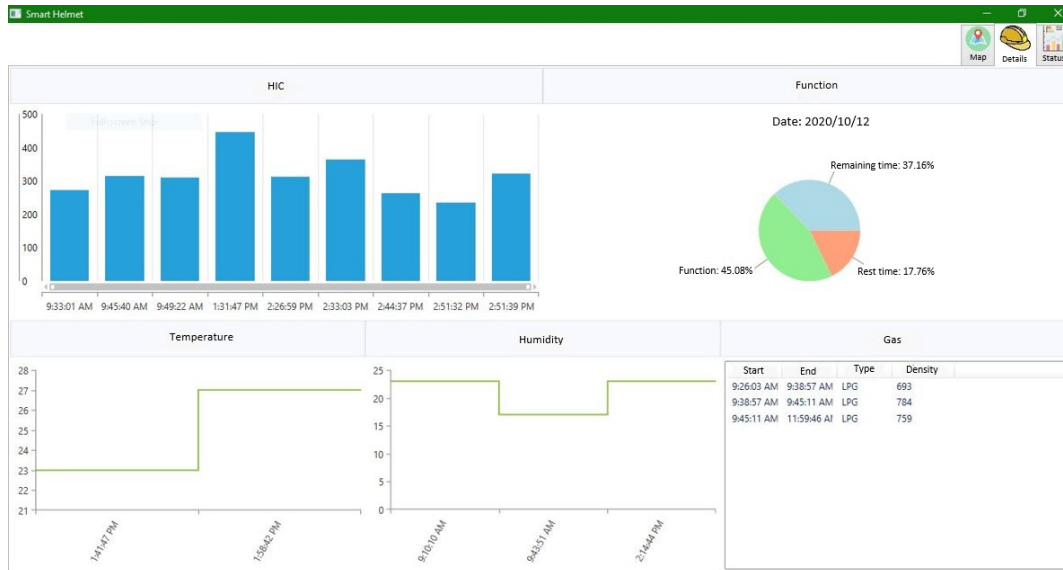 Smart Helmet
Map Details Status
HIC
500
400
300
200
100
0
9:33:01 AM 9:45:40 AM 9:49:22 AM 1:31:47 PM 2:26:59 PM 2:33:03 PM 2:44:37 PM 2:51:32 PM 2:51:39 PM
Function
Date: 2020/10/12
Remaining time: 37.16%
Function: 45.08%
Rest time: 17.76%
Temperature
28
27
26
25
24
23
22
21
1:41:47 PM 1:58:42 PM
Humidity
25
20
15
10
5
0
9:10:10 AM 9:43:51 AM 2:14:44 PM
Gas
Start End Type Density
9:26:03 AM 9:38:57 AM LPG 693
9:38:57 AM 9:45:11 AM LPG 784
9:45:11 AM 11:59:46 AI LPG 759